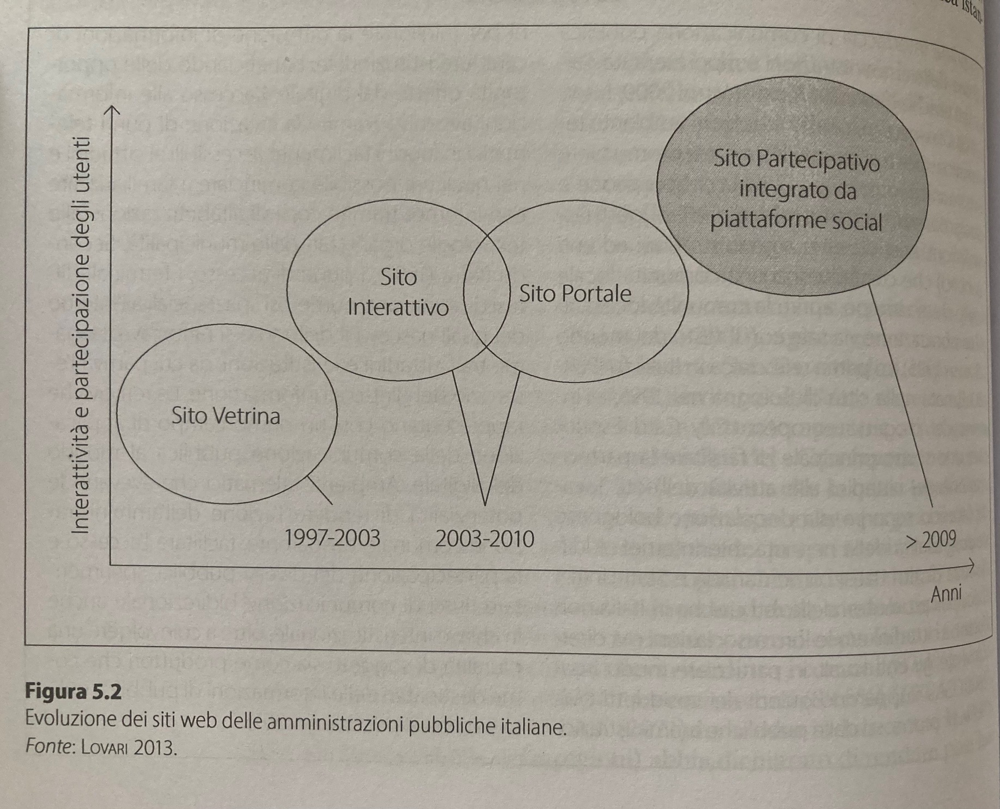 Interattività e partecipazione degli utenti
Sito Partecipativo
integrato da
piattaforme social
Sito
Interattivo
Sito Portale
Sito Vetrina
1997-2003
2003-2010
> 2009
Anni
Figura 5.2
Evoluzione dei siti web delle amministrazioni pubbliche italiane.
Fonte: LOVARI 2013.